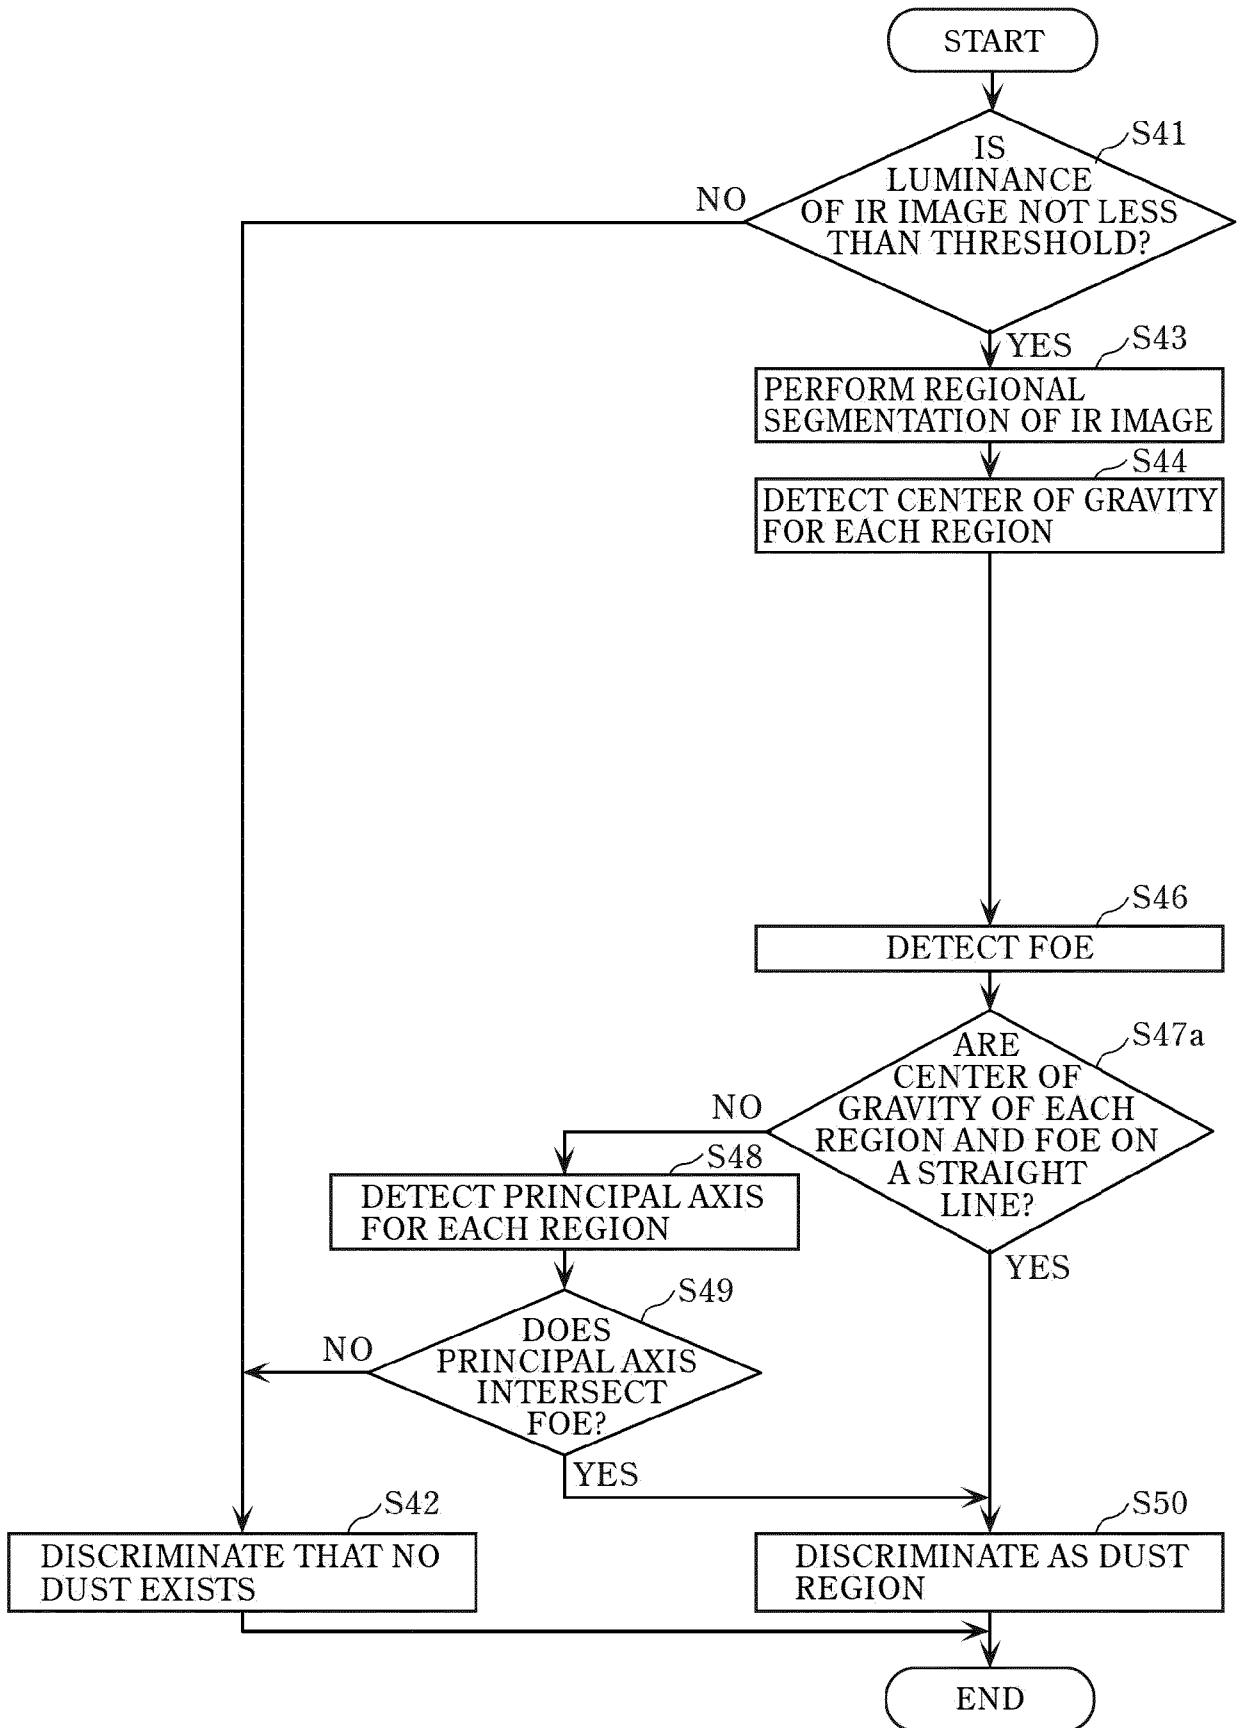 START
S41
IS
LUMINANCE
OF IR IMAGE NOT LESS
THAN THRESHOLD?
NO
YES
S43
PERFORM REGIONAL
SEGMENTATION OF IR IMAGE
S44
DETECT CENTER OF GRAVITY
FOR EACH REGION
S46
DETECT FOE
S47a
ARE
CENTER OF
GRAVITY OF EACH
REGION AND FOE ON
A STRAIGHT
LINE?
NO
YES
S48
DETECT PRINCIPAL AXIS
FOR EACH REGION
S49
DOES
PRINCIPAL AXIS
INTERSECT
FOE?
NO
YES
S42
DISCRIMINATE THAT NO
DUST EXISTS
S50
DISCRIMINATE AS DUST
REGION
END